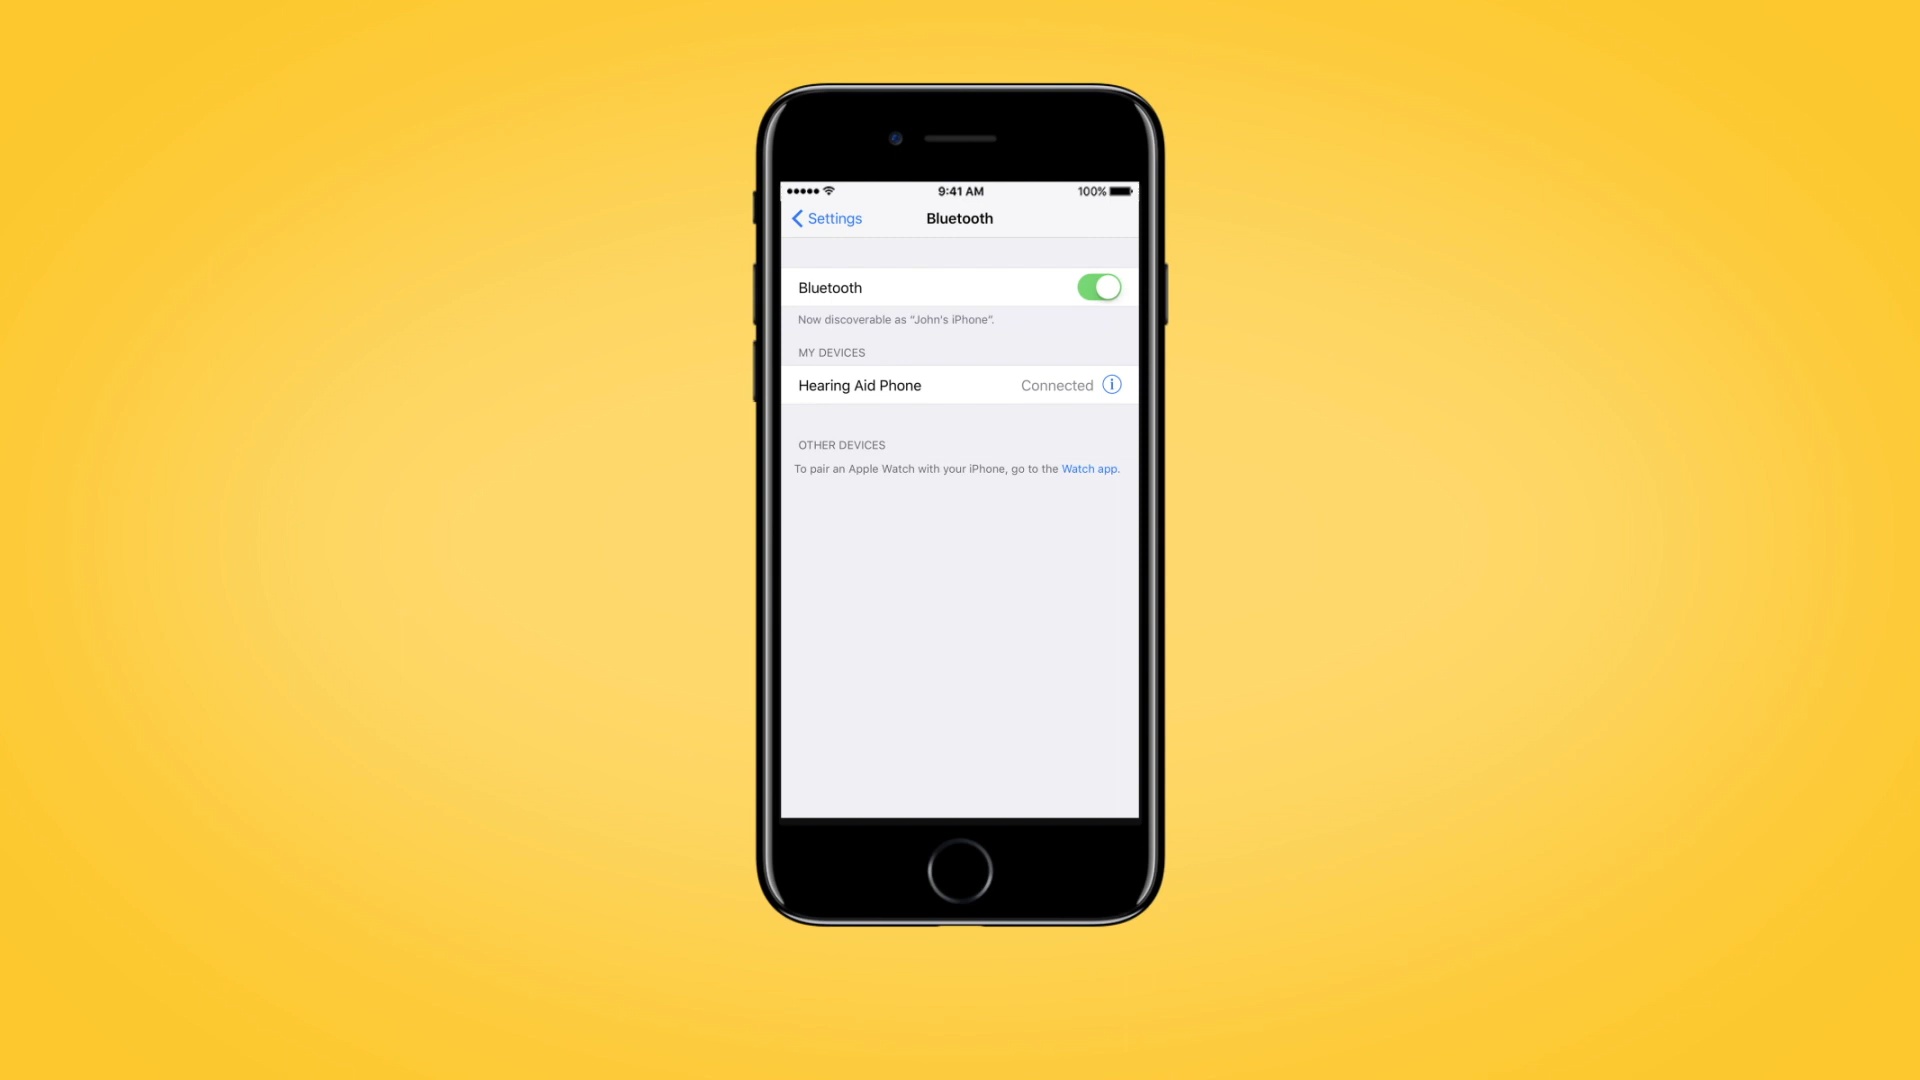 9:41 AM
100%
Settings
Bluetooth
Bluetooth
Now discoverable as “John's iPhone”.
MY DEVICES
Hearing Aid Phone Connected
OTHER DEVICES
To pair an Apple Watch with your iPhone, go to the Watch app.